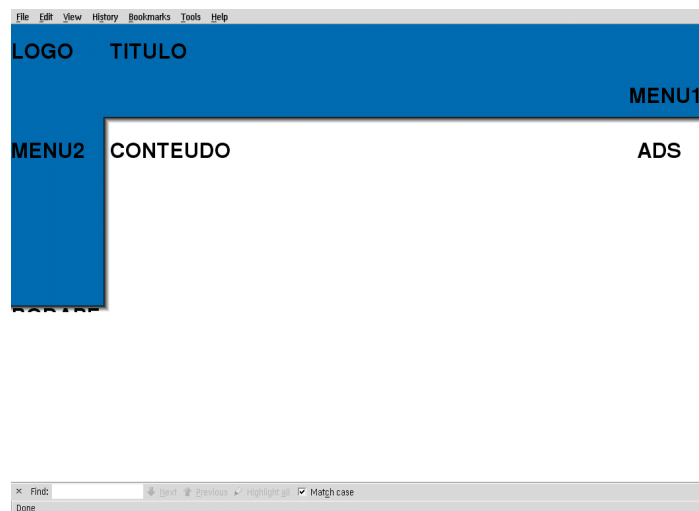 File Edit View History Bookmarks Tools Help
LOGO TITULO
MENU1
MENU2 CONTEUDO ADS
RODAPE
× Find: Next Previous Highlight all Match case
Done